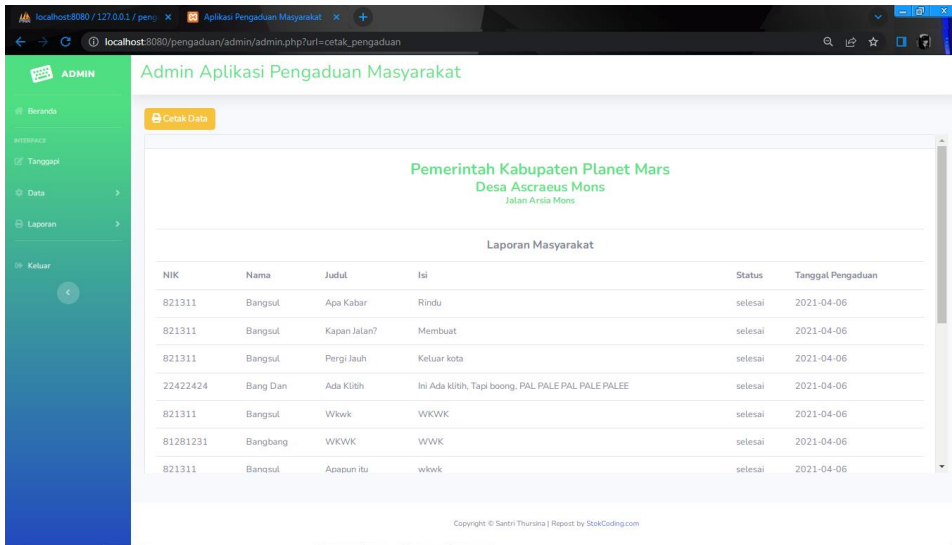 localhost:8080 / 127.0.0.1 / peng
Aplikasi Pengaduan Masyarakat
localhost:8080/pengaduan/admin/admin.php?url=cetak_pengaduan
ADMIN
Admin Aplikasi Pengaduan Masyarakat
Beranda
INTERFACE
Tanggapi
Data
Laporan
Keluar
Cetak Data
Pemerintah Kabupaten Planet Mars
Desa Ascraeus Mons
Jalan Arsia Mons
Laporan Masyarakat
NIK Nama Judul Isi Status Tanggal Pengaduan
821311 Bangsul Apa Kabar Rindu selesai 2021-04-06
821311 Bangsul Kapan Jalan? Membuat selesai 2021-04-06
821311 Bangsul Pergi Jauh Keluar kota selesai 2021-04-06
22422424 Bang Dan Ada Klitih Ini Ada klitih, Tapi boong, PAL PALE PAL PALE PALEE selesai 2021-04-06
821311 Bangsul Wkwk WKWK selesai 2021-04-06
81281231 Bangbang WKWK WWK selesai 2021-04-06
821311 Bangsul Apapun itu wkwk selesai 2021-04-06
Copyright © Santri Thursina | Repost by StokCoding.com